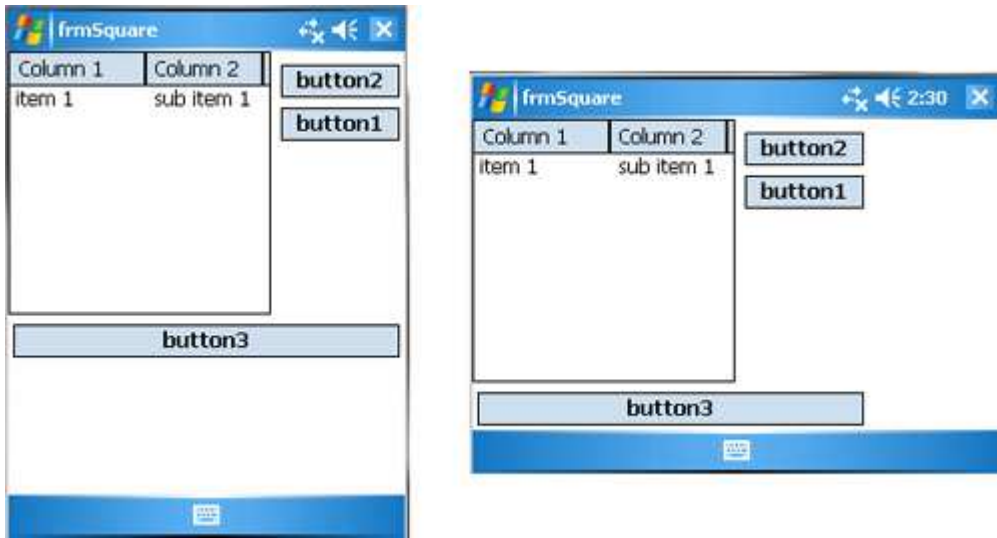 frmSquare
Column 1 Column 2
item 1 sub item 1
button2
button1
button3
frmSquare 2:30
Column 1 Column 2
item 1 sub item 1
button2
button1
button3